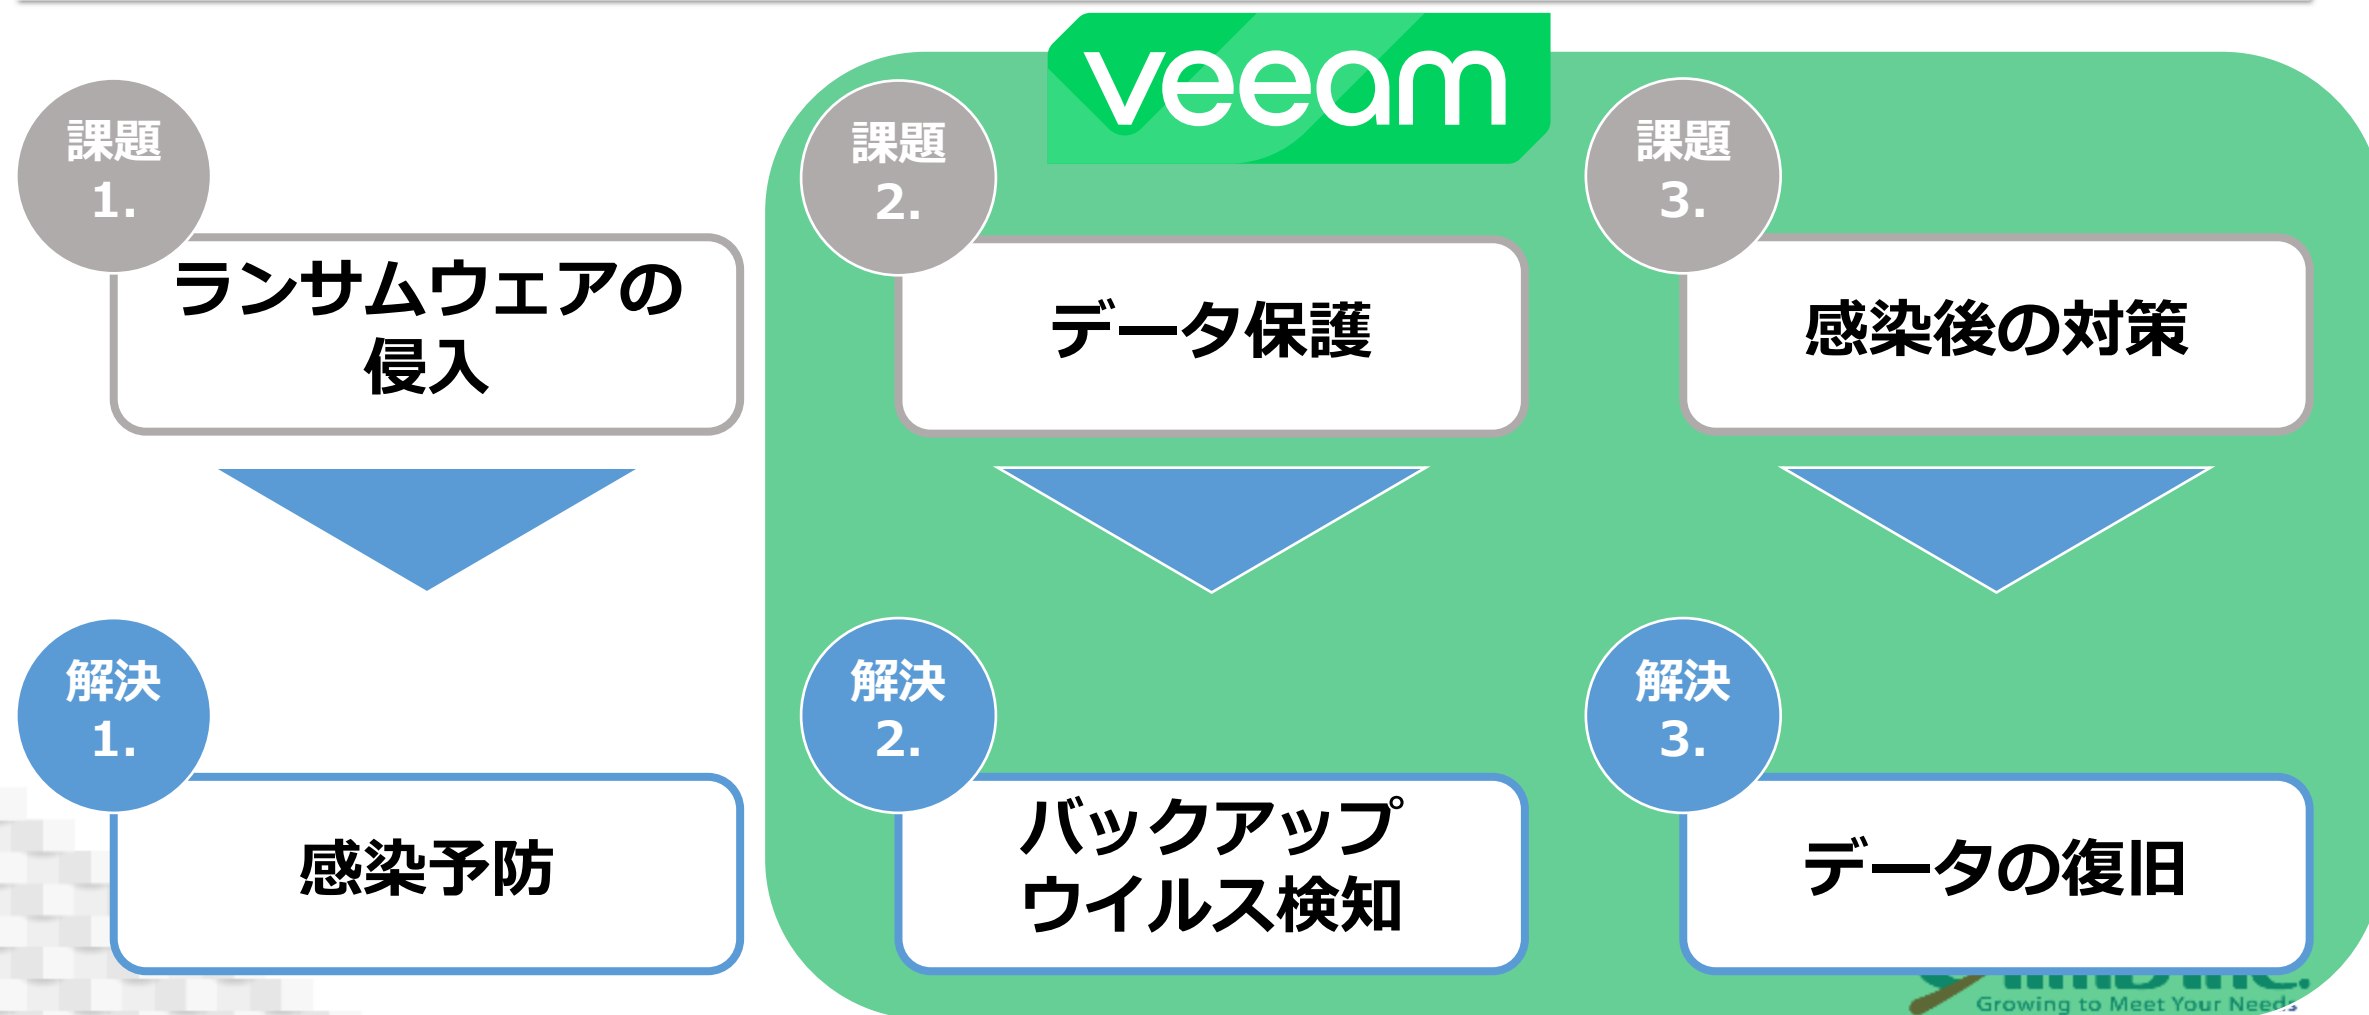 veeam
課題
1.
ランサムウェアの
侵入
課題
2.
データ保護
課題
3.
感染後の対策
解決
1.
感染予防
解決
2.
バックアップ
ウイルス検知
解決
3.
データの復旧
Growing to Meet Your Needs